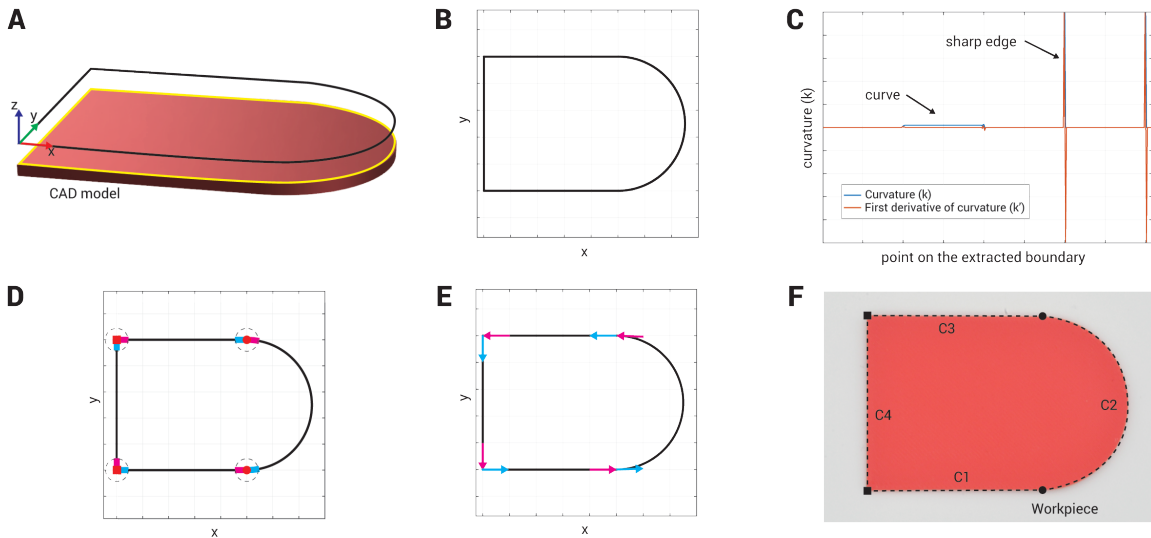 A
z
y
x
CAD model
B
y
x
C
sharp edge
curve
curvature (k)
Curvature (k)
First derivative of curvature (k')
point on the extracted boundary
D
y
x
E
y
x
F
C3
C2
C4
C1
Workpiece